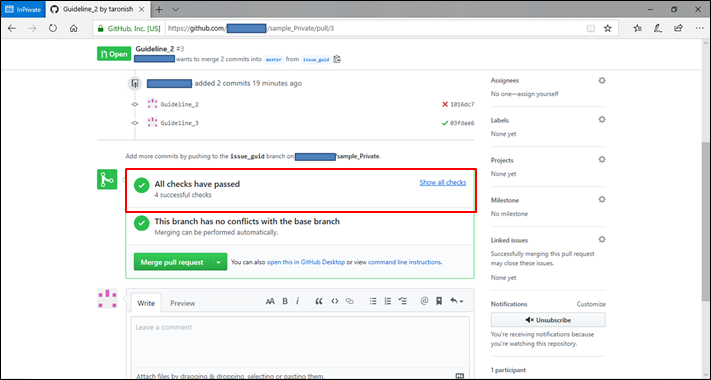 InPrivate
Guideline_2 by taronish
GitHub, Inc. [US]
https://github.com/
/sample_Private/pull/3
Open
Guideline_2 #3
wants to merge 2 commits into master from issue_guid
added 2 commits 19 minutes ago
Guideline_2
1016dc7
Guideline_3
03fdae6
Add more commits by pushing to the issue_guid branch on /sample_Private.
All checks have passed
Show all checks
4 successful checks
This branch has no conflicts with the base branch
Merging can be performed automatically.
Merge pull request
You can also open this in GitHub Desktop or view command line instructions.
Write
Preview
AA B i
Leave a comment
Attach files by dragging & dropping, selecting or pasting them.
Assignees
No one—assign yourself
Labels
None yet
Projects
None yet
Milestone
No milestone
Linked issues
Successfully merging this pull request
may close these issues.
None yet
Notifications
Customize
Unsubscribe
You're receiving notifications because
you're watching this repository.
1 participant